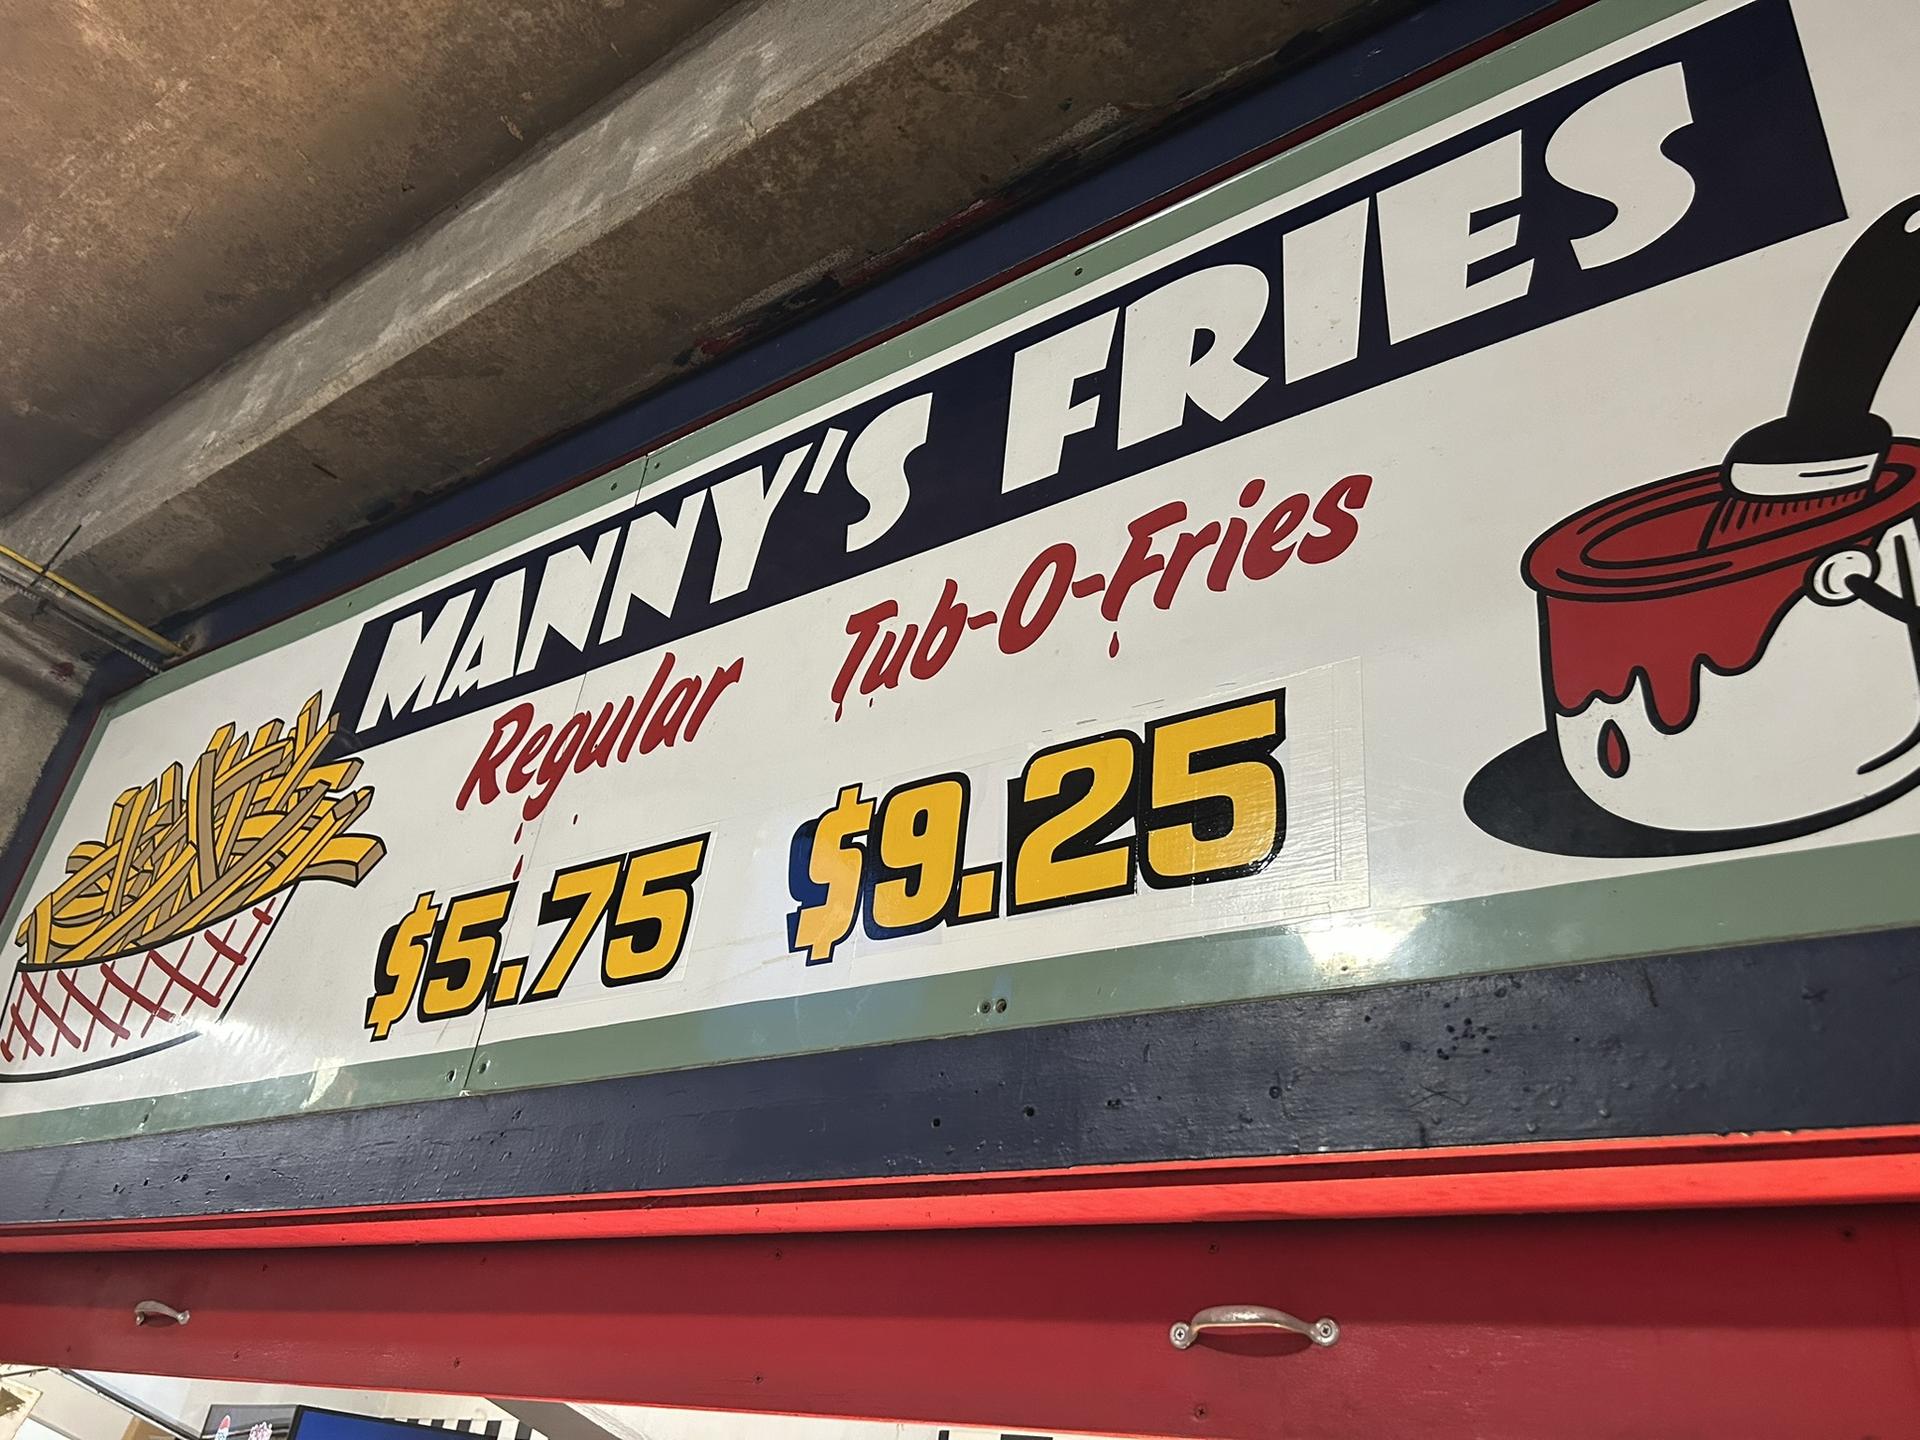 MANNY'S FRIES
Regular Tub-O-Fries
$5.75 $9.25